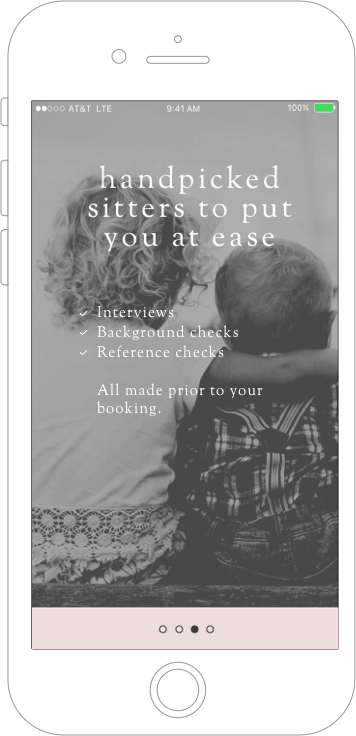 AT&T LTE 9:41 AM 100%
handpicked
sitters to put
you at ease
Interviews
Background checks
Reference checks
All made prior to your
booking.